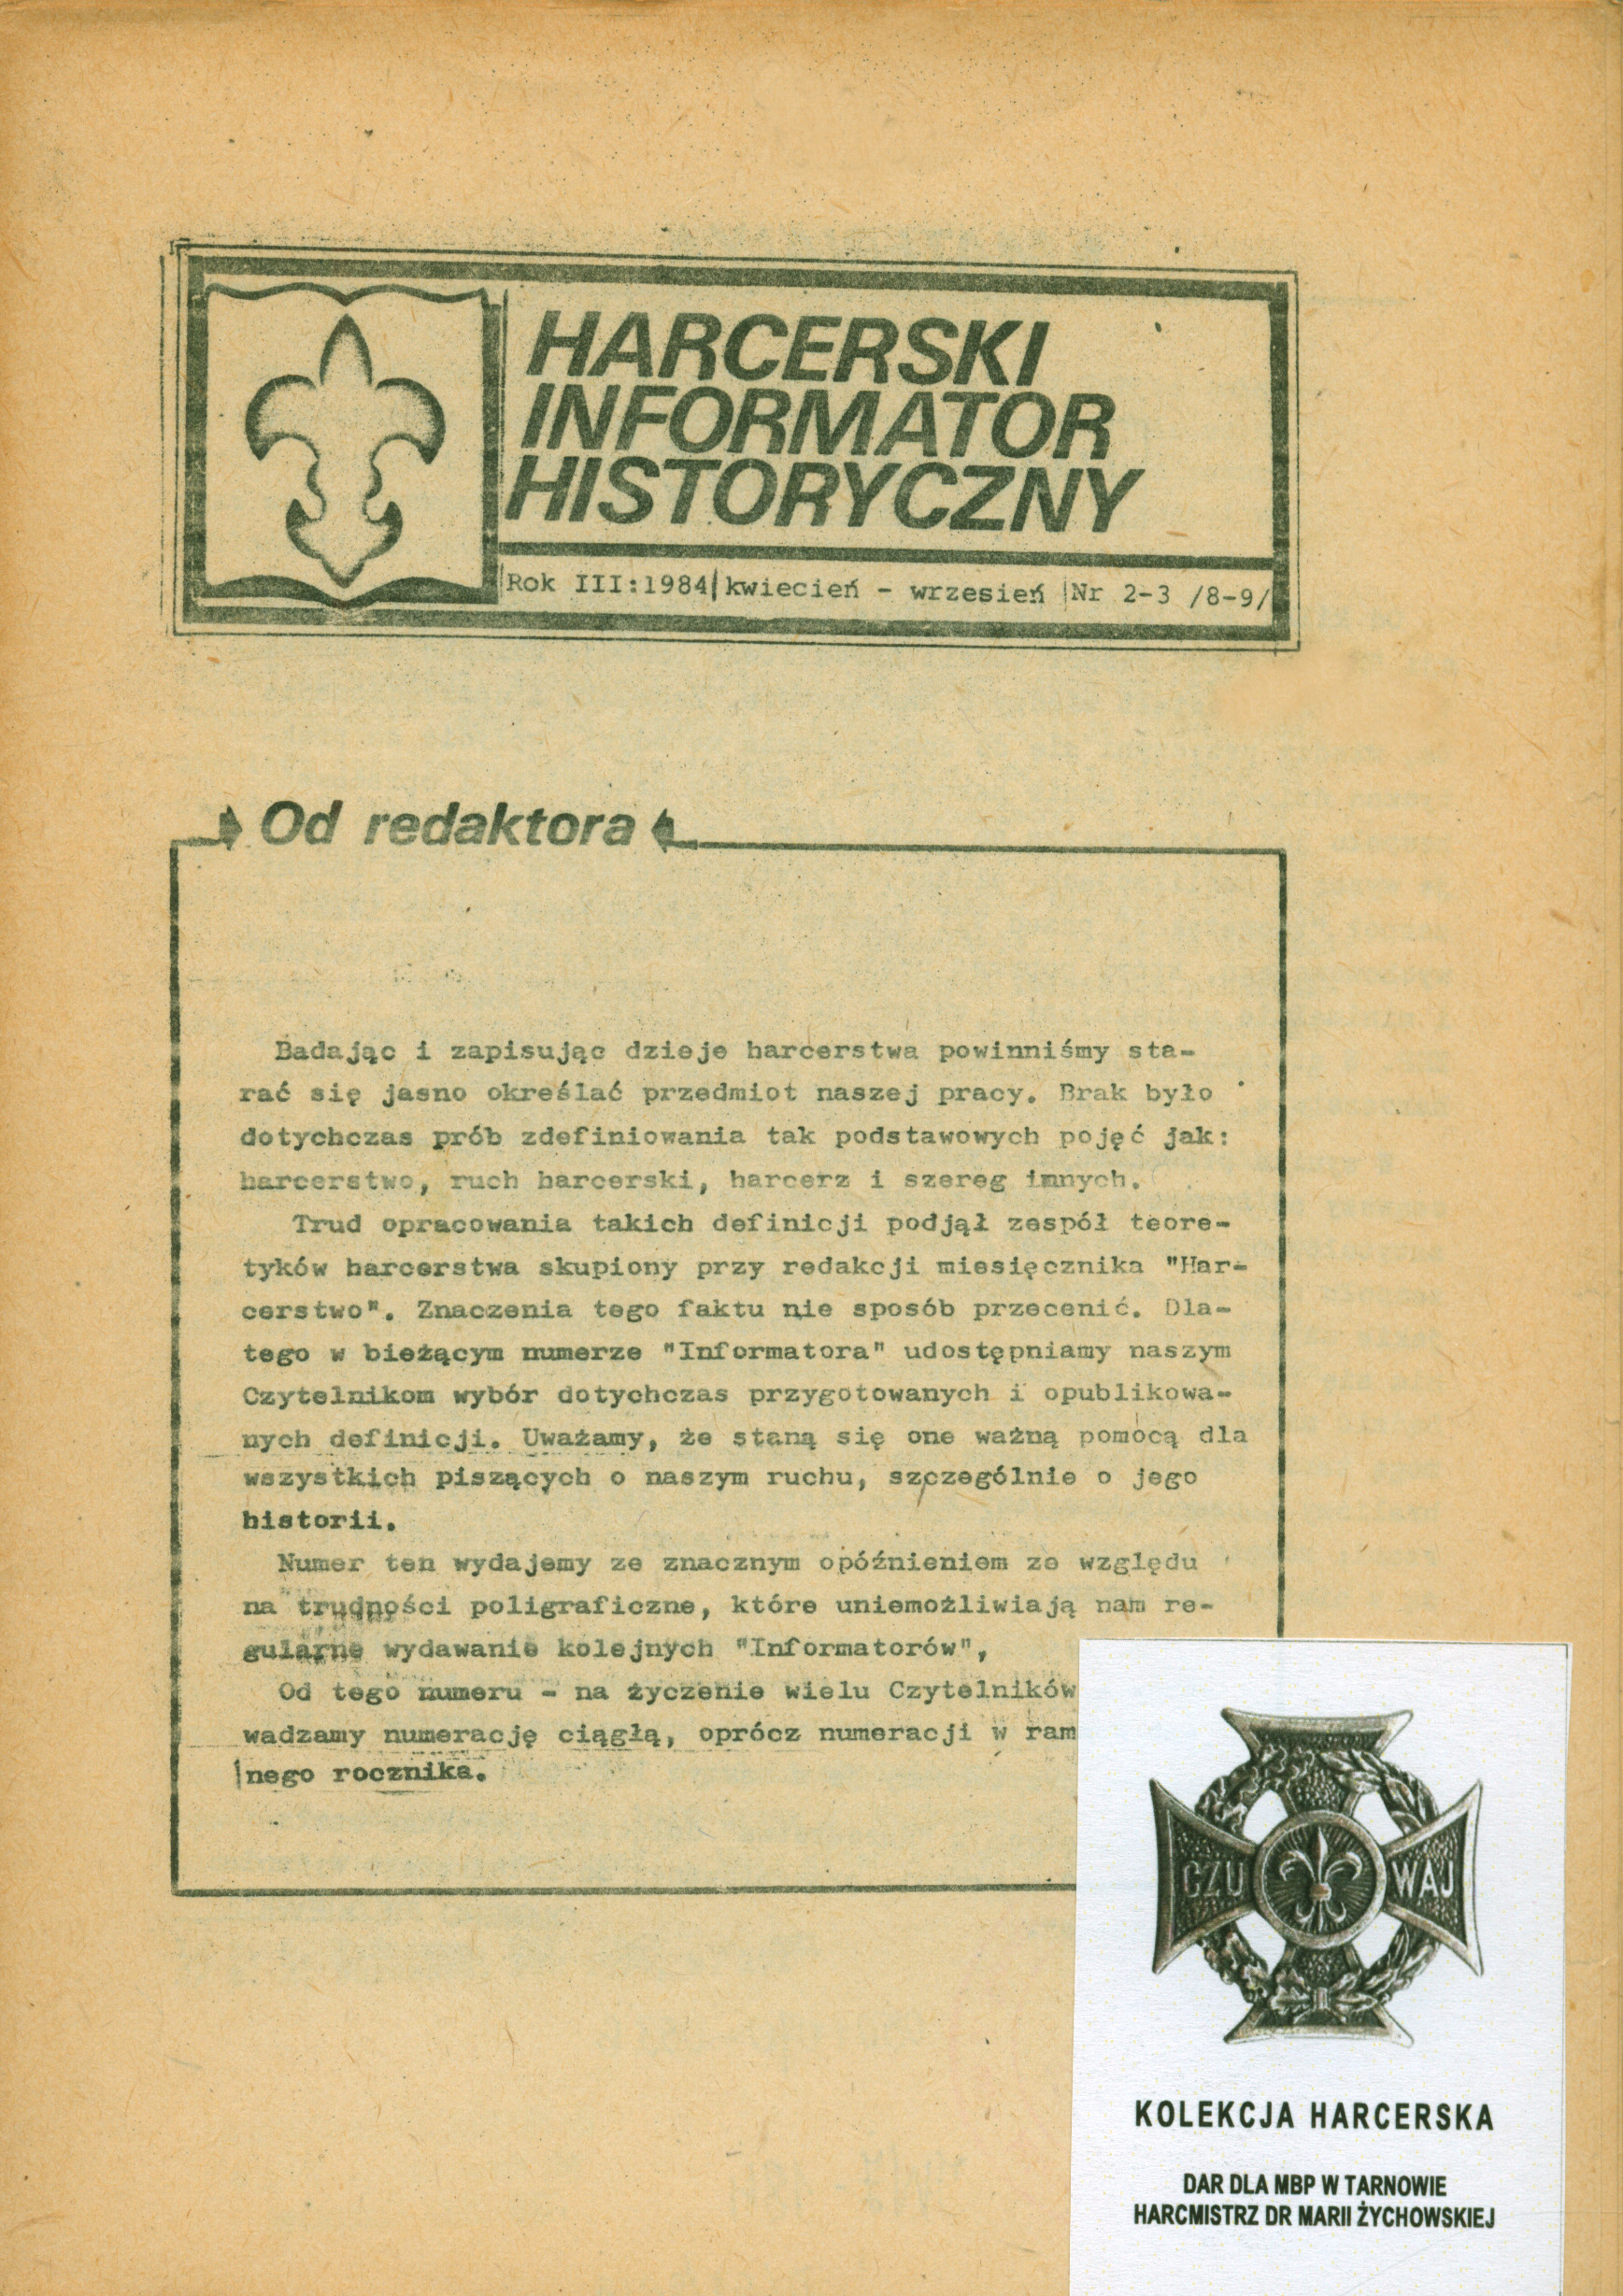 HARCERSKI
INFORMATOR
HISTORYCZNY
Rok III:1984 kwiecień - wrzesień Nr 2-3 /8-9/
Od redaktora
Badając i zapisując dzieje harcerstwa powinniśmy sta-
rać się jasno określać przedmiot naszej pracy. Brak było
dotychczas prób zdefiniowania tak podstawowych pojęć jak:
harcerstwo, ruch harcerski, harcerz i szereg innych.
Trud opracowania takich definicji podjął zespół teore-
tyków harcerstwa skupiony przy redakcji miesięcznika "Har-
cerstwo". Znaczenia tego faktu nie sposób przecenić. Dla-
tego w bieżącym numerze "Informatora" udostępniamy naszym
Czytelnikom wybór dotychczas przygotowanych i opublikowa-
nych definicji. Uważamy, że staną się one ważną pomocą dla
wszystkich piszących o naszym ruchu, szczególnie o jego
historii.
Numer ten wydajemy ze znacznym opóźnieniem ze względu
na trudności poligraficzne, które uniemożliwiają nam re-
gularne wydawanie kolejnych "Informatorów",
Od tego numeru - na życzenie wielu Czytelników
wadzamy numerację ciągłą, oprócz numeracji w ram
nego rocznika.
CZU WAJ
KOLEKCJA HARCERSKA
DAR DLA MBP W TARNOWIE
HARCMISTRZ DR MARII ŻYCHOWSKIEJ